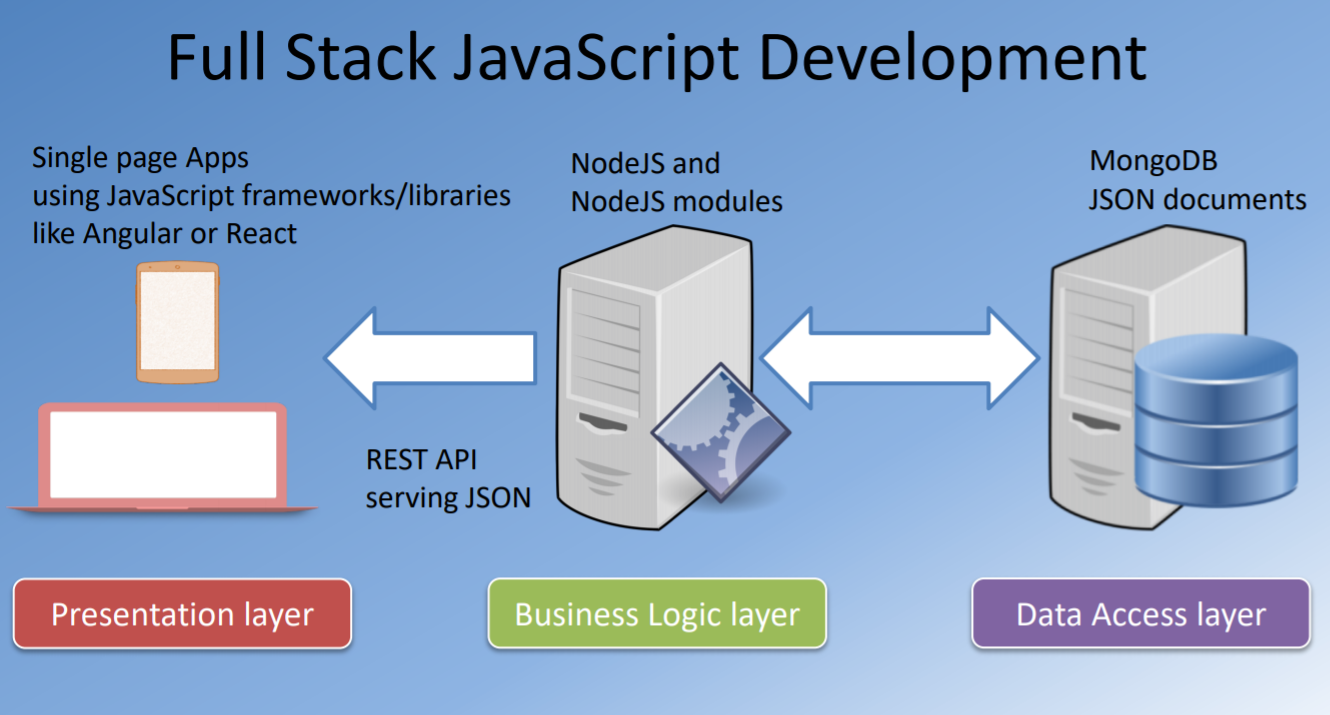 Full Stack JavaScript Development
Single page Apps
using JavaScript frameworks/libraries
like Angular or React
NodeJS and
NodeJS modules
MongoDB
JSON documents
REST API
serving JSON
Presentation layer
Business Logic layer
Data Access layer